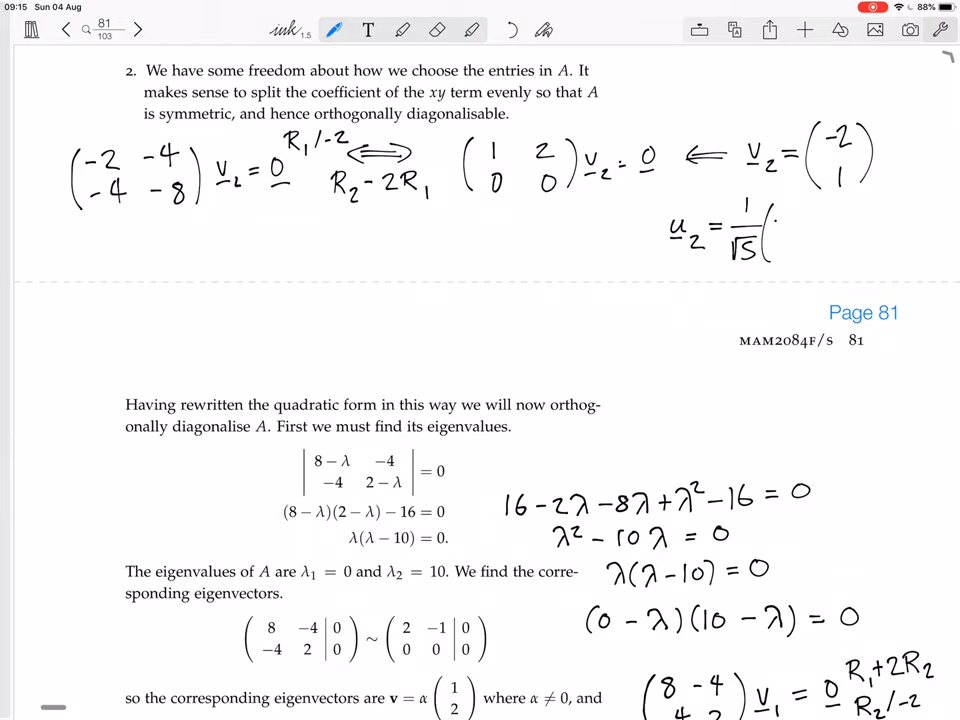 09:15 Sun 04 Aug 88%
81
103
ink 1.5 T
2. We have some freedom about how we choose the entries in A. It
makes sense to split the coefficient of the xy term evenly so that A
is symmetric, and hence orthogonally diagonalisable.
(-2 -4; -4 -8) v₂ = 0 R₁/-2 R₂ - 2R₁ ⟺ (1 2; 0 0) v₂ = 0 ⟸ v₂ = (-2; 1)
u₂ = 1/√5 (
Page 81
MAM2084F/S 81
Having rewritten the quadratic form in this way we will now orthog-
onally diagonalise A. First we must find its eigenvalues.
| 8 − λ −4; −4 2 − λ | = 0
(8 − λ)(2 − λ) − 16 = 0
λ(λ − 10) = 0.
16 - 2λ - 8λ + λ² - 16 = 0
λ² - 10λ = 0
λ(λ - 10) = 0
(0 - λ)(10 - λ) = 0
The eigenvalues of A are λ₁ = 0 and λ₂ = 10. We find the corre-
sponding eigenvectors.
( 8 −4 | 0; −4 2 | 0 ) ∼ ( 2 −1 | 0; 0 0 | 0 )
so the corresponding eigenvectors are v = α ( 1; 2 ) where α ≠ 0, and
(8 -4; -4 2) v₁ = 0 R₁ + 2R₂ R₂/-2